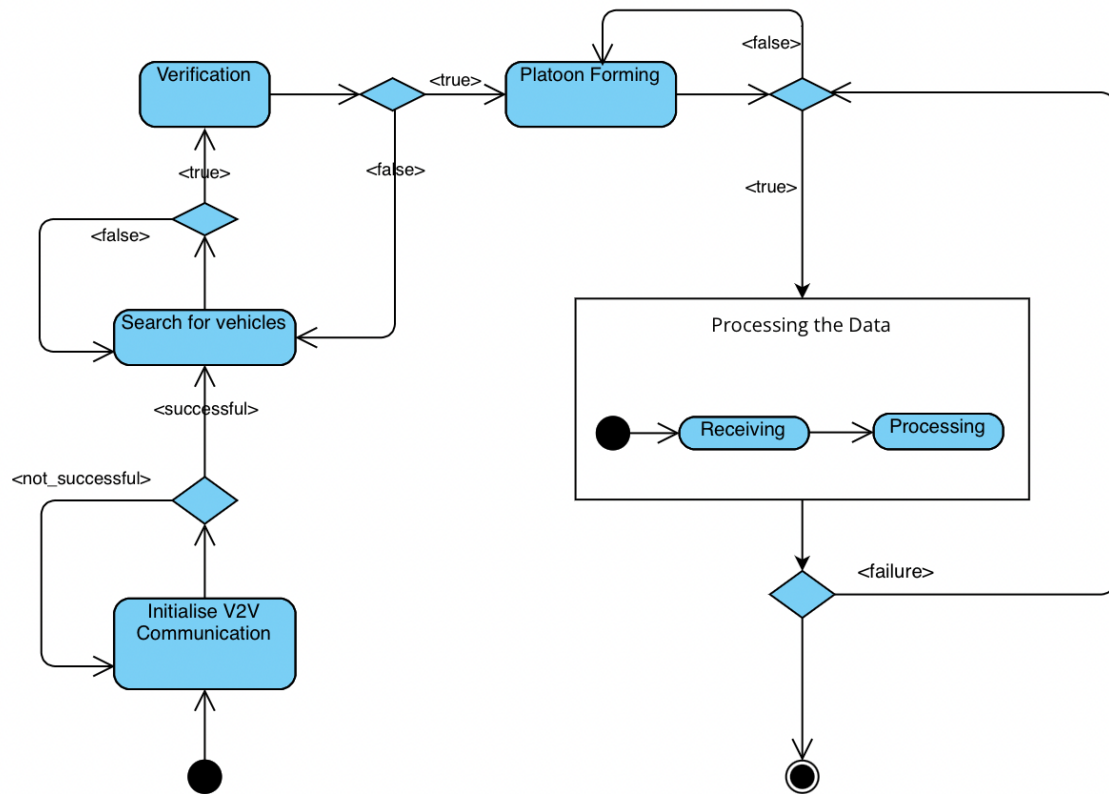 <false>
Verification
<true>
Platoon Forming
<true>
<false>
<true>
<false>
Search for vehicles
Processing the Data
<successful>
Receiving
Processing
<not_successful>
<failure>
Initialise V2V
Communication